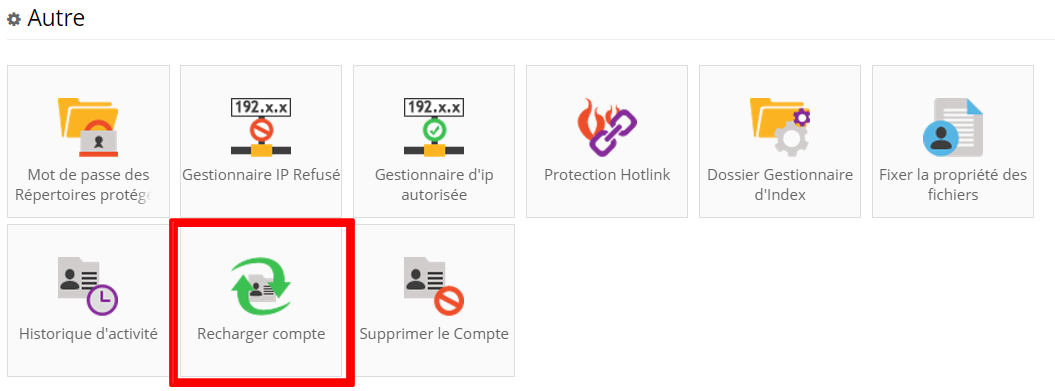 Autre
192.x.x
192.x.x
Mot de passe des
Répertoires protégé
Gestionnaire IP Refusé
Gestionnaire d'ip
autorisée
Protection Hotlink
Dossier Gestionnaire
d'Index
Fixer la propriété des
fichiers
Historique d'activité
Recharger compte
Supprimer le Compte